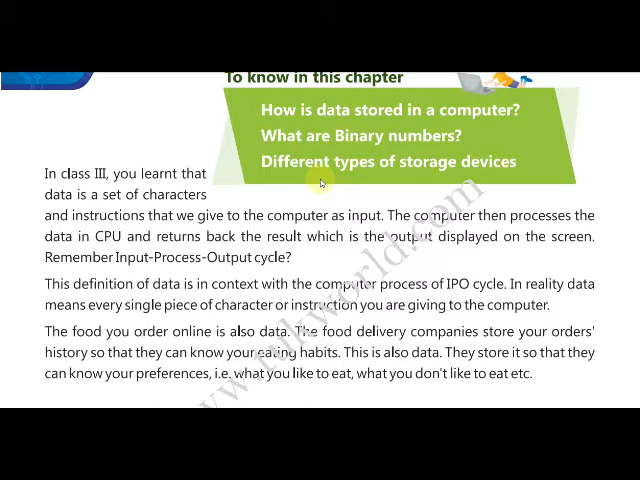 To know in this chapter
How is data stored in a computer?
What are Binary numbers?
Different types of storage devices
In class III, you learnt that
data is a set of characters
and instructions that we give to the computer as input. The computer then processes the
data in CPU and returns back the result which is the output displayed on the screen.
Remember Input-Process-Output cycle?
This definition of data is in context with the computer process of IPO cycle. In reality data
means every single piece of character or instruction you are giving to the computer.
The food you order online is also data. The food delivery companies store your orders'
history so that they can know your eating habits. This is also data. They store it so that they
can know your preferences, i.e. what you like to eat, what you don't like to eat etc.